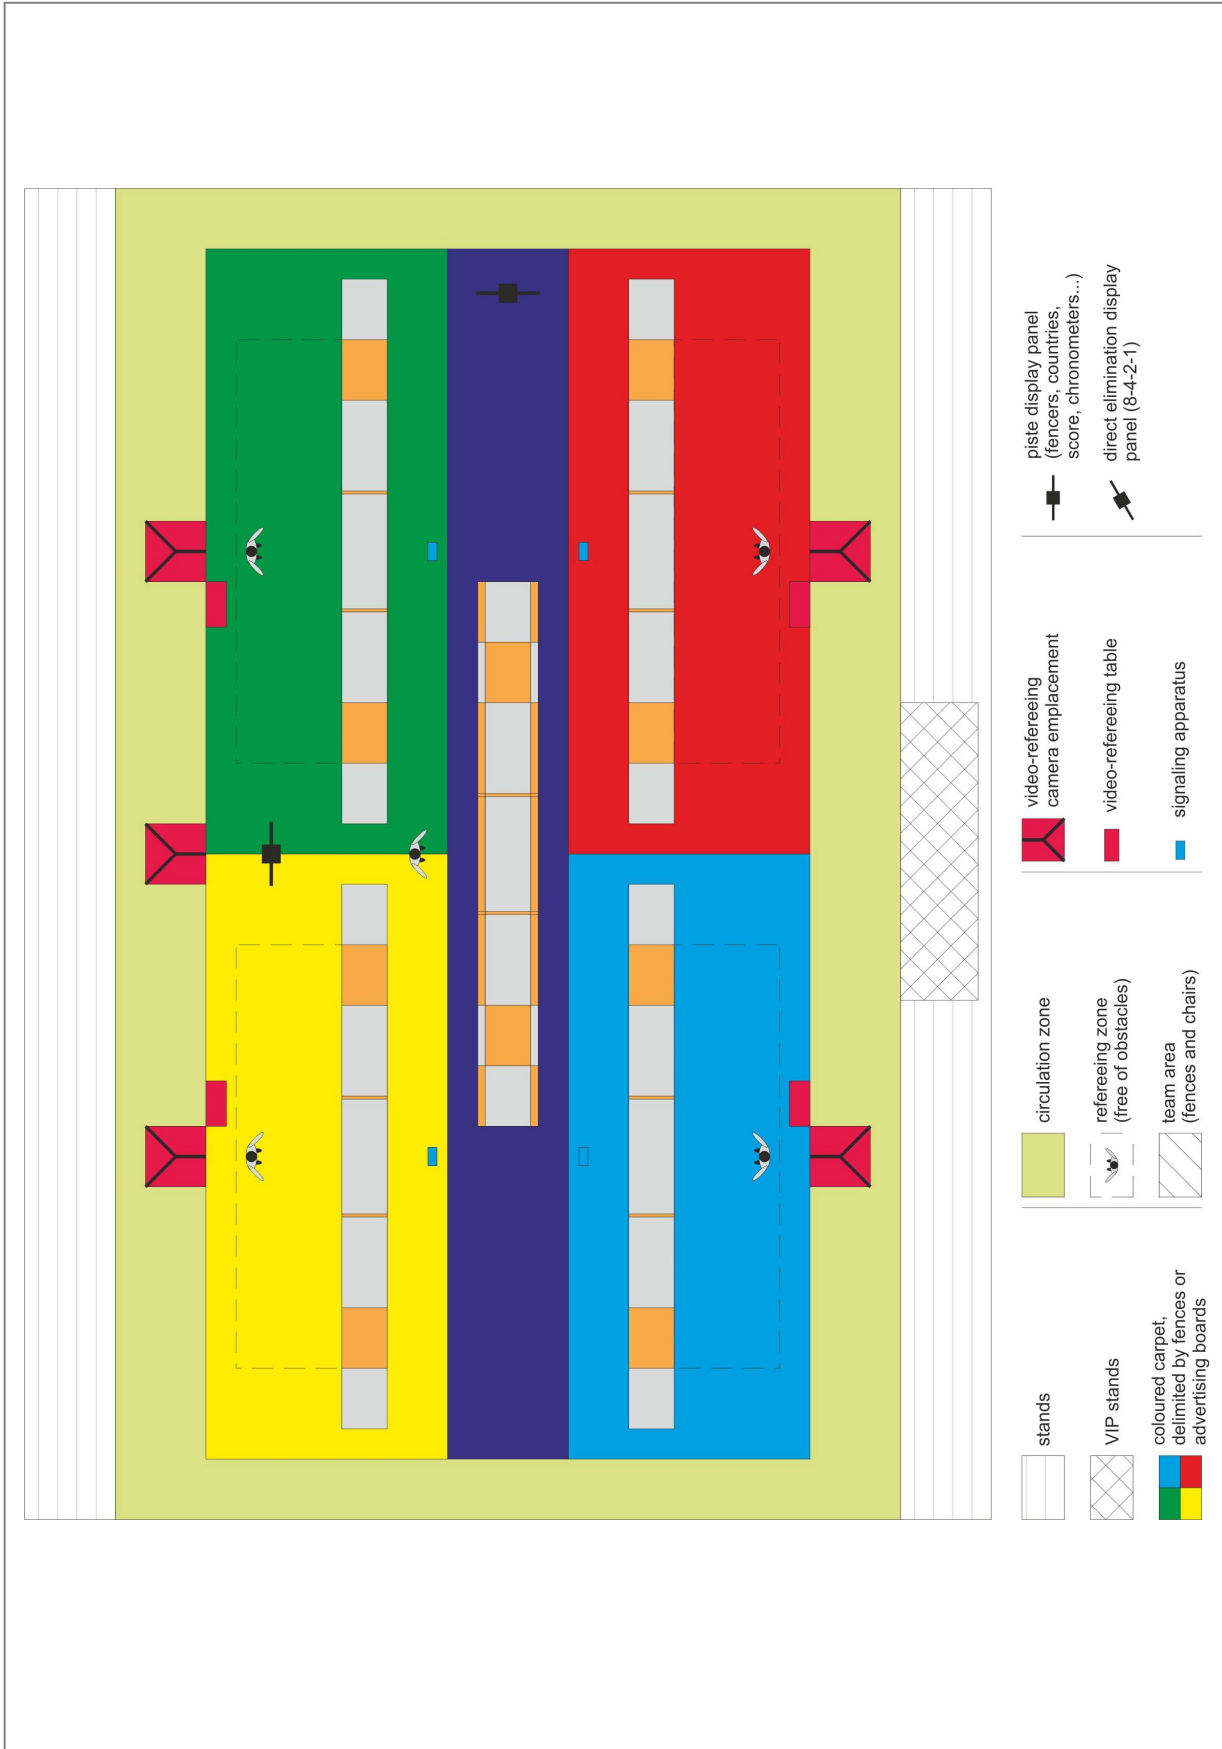 stands
VIP stands
coloured carpet,
delimited by fences or
advertising boards
circulation zone
refereeing zone
(free of obstacles)
team area
(fences and chairs)
video-refereeing
camera emplacement
video-refereeing table
signaling apparatus
piste display panel
(fencers, countries,
score, chronometers...)
direct elimination display
panel (8-4-2-1)